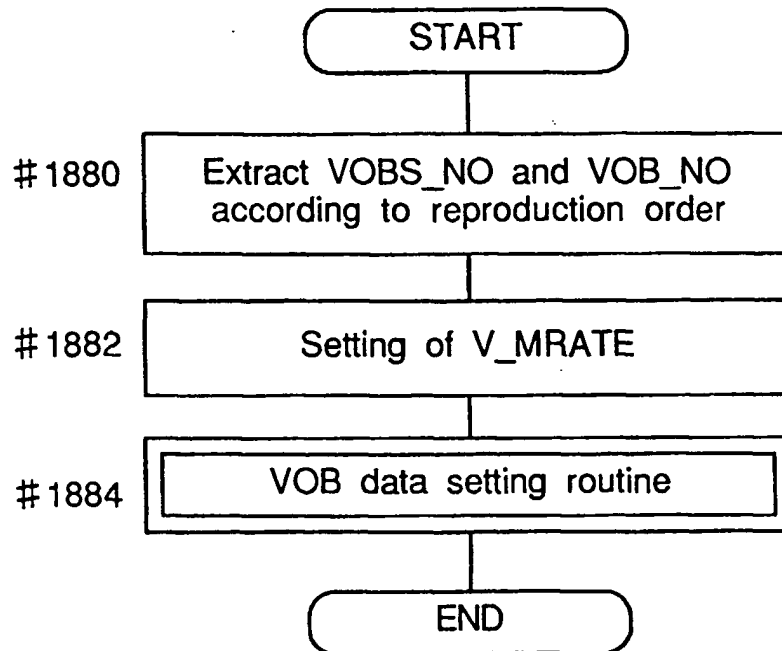 START
#1880
Extract VOBS_NO and VOB_NO
according to reproduction order
#1882
Setting of V_MRATE
#1884
VOB data setting routine
END